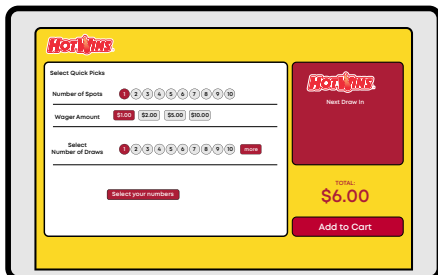 HOTWINS
Select Quick Picks
Number of Spots 1 2 3 4 5 6 7 8 9 10
Wager Amount $1.00 $2.00 $5.00 $10.00
Select
Number of Draws 1 2 3 4 5 6 7 8 9 10 more
Select your numbers
HOTWINS
Next Draw In
TOTAL:
$6.00
Add to Cart